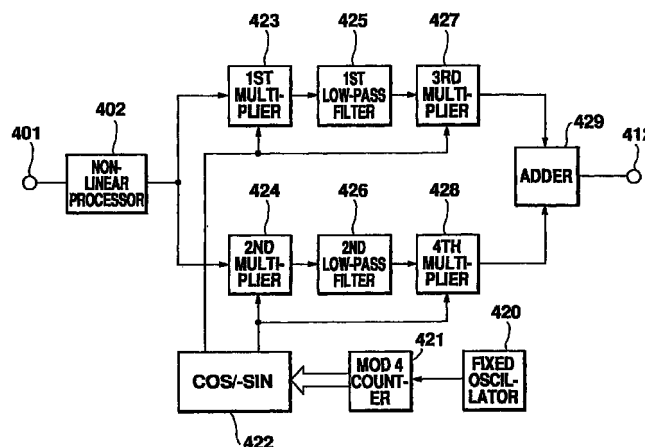 423
425
427
1ST
MULTI-
PLIER
1ST
LOW-PASS
FILTER
3RD
MULTI-
PLIER
401
402
429
412
NON-
LINEAR
PROCESSOR
ADDER
424
426
428
2ND
MULTI-
PLIER
2ND
LOW-PASS
FILTER
4TH
MULTI-
PLIER
421
420
COS/-SIN
MOD 4
COUNT-
ER
FIXED
OSCIL-
LATOR
422